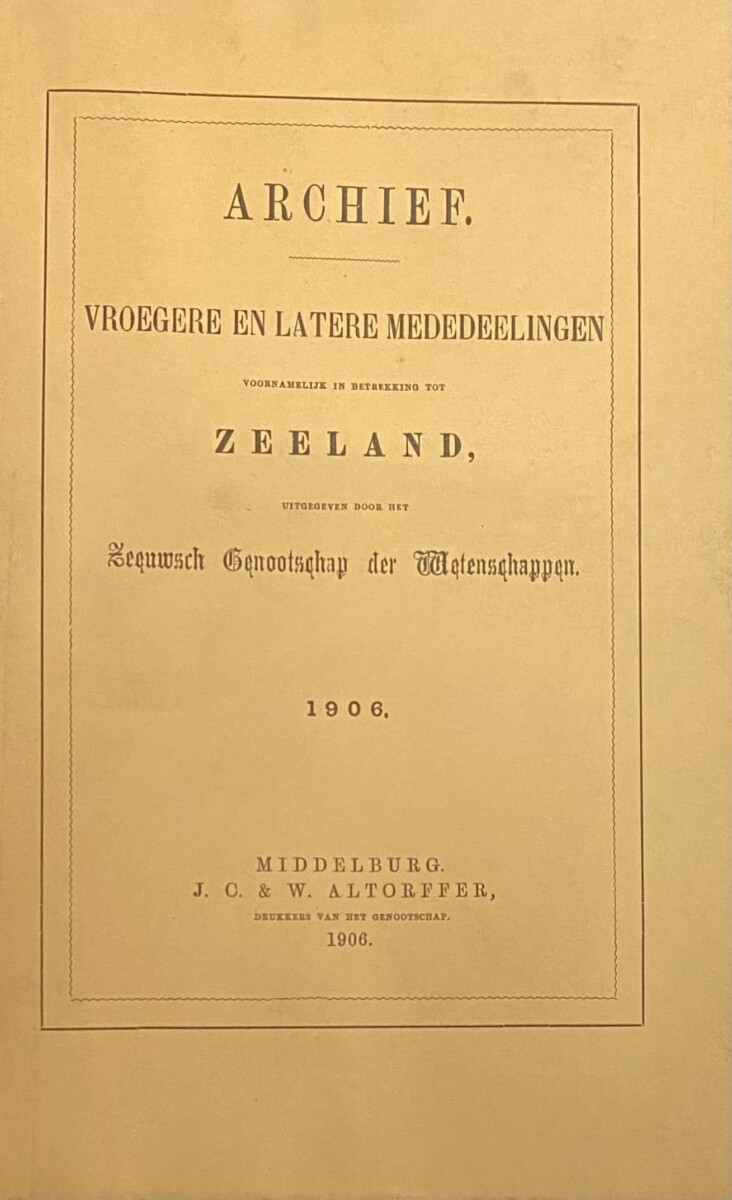 ARCHIEF.
VROEGERE EN LATERE MEDEDEELINGEN
VOORNAMELIJK IN BETREKKING TOT
ZEELAND,
UITGEGEVEN DOOR HET
Zeeuwsch Genootschap der Wetenschappen.
1906.
MIDDELBURG.
J. C. & W. ALTORFFER,
DRUKKERS VAN HET GENOOTSCHAP.
1906.